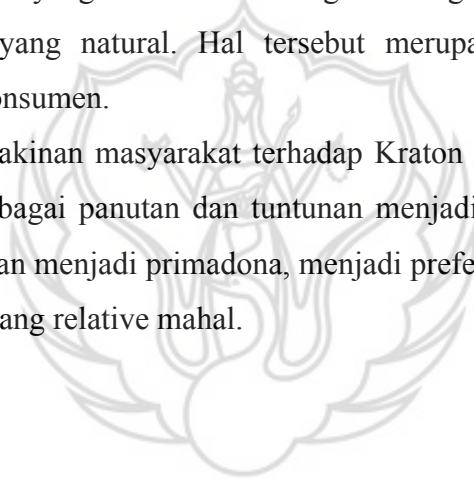 yang natural. Hal tersebut merupa
onsumen.
akinan masyarakat terhadap Kraton
bagai panutan dan tuntunan menjadi
an menjadi primadona, menjadi prefe
ang relative mahal.